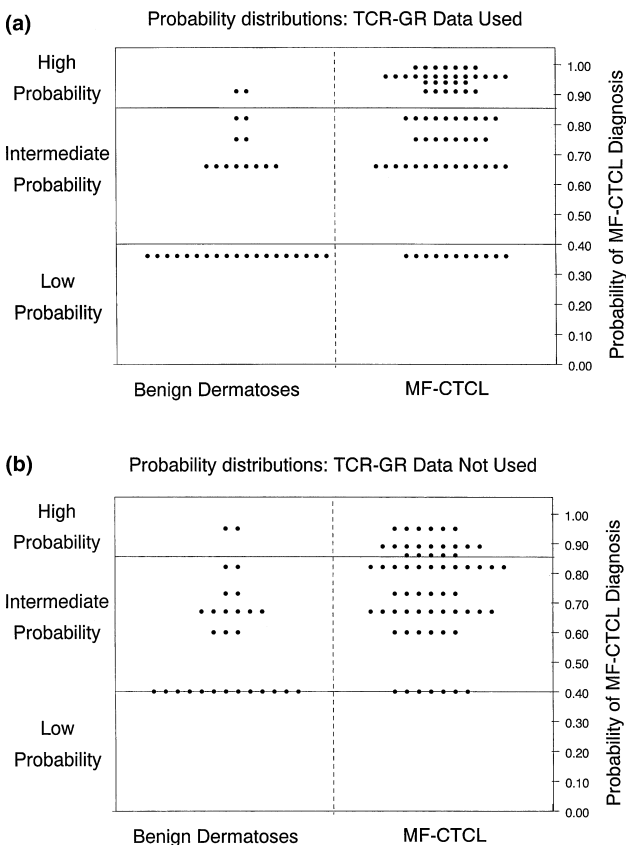 (a)
Probability distributions: TCR-GR Data Used
High
Probability
Intermediate
Probability
Low
Probability
1.00
0.90
0.80
0.70
0.60
0.50
0.40
0.30
0.20
0.10
0.00
Probability of MF-CTCL Diagnosis
Benign Dermatoses
MF-CTCL
(b)
Probability distributions: TCR-GR Data Not Used
High
Probability
Intermediate
Probability
Low
Probability
1.00
0.90
0.80
0.70
0.60
0.50
0.40
0.30
0.20
0.10
0.00
Probability of MF-CTCL Diagnosis
Benign Dermatoses
MF-CTCL